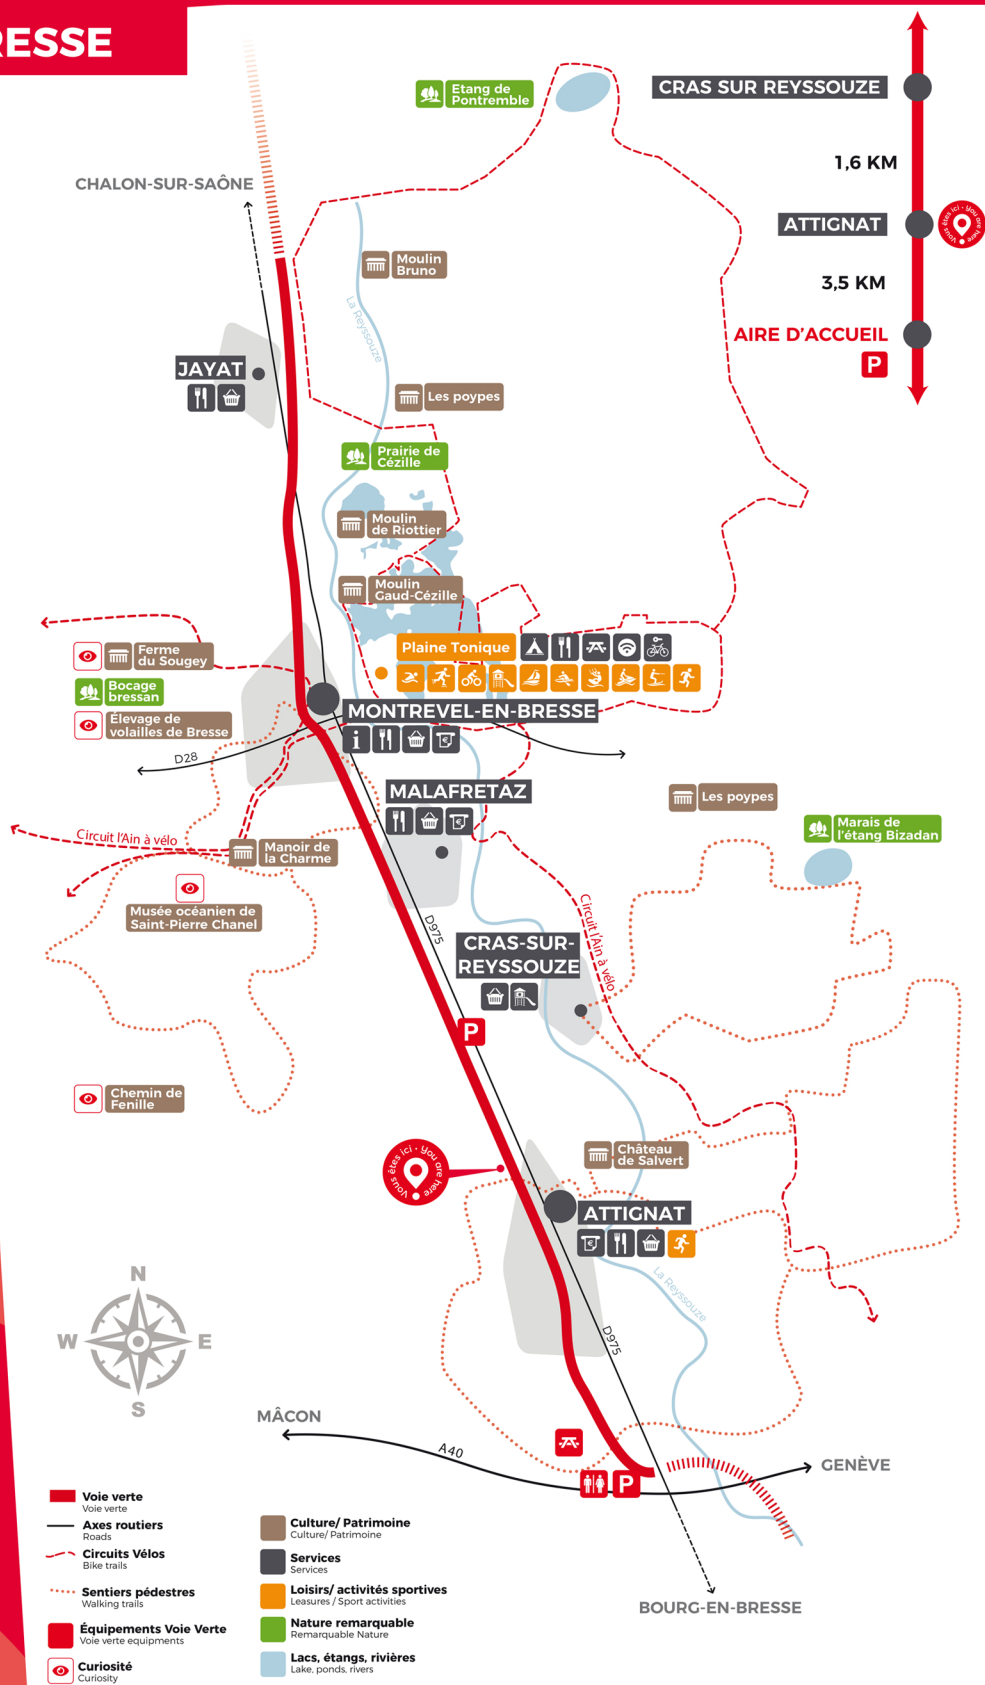 RESSE
CRAS SUR REYSSOUZE
1,6 KM
ATTIGNAT
Vous êtes ici · You are here
3,5 KM
AIRE D'ACCUEIL
P
Etang de
Pontremble
CHALON-SUR-SAÔNE
Moulin
Bruno
La Reyssouze
JAYAT
Les poypes
Prairie de
Cézille
Moulin
de Riottier
Moulin
Gaud-Cézille
Plaine Tonique
Ferme
du Sougey
Bocage
bressan
Élevage de
volailles de Bresse
MONTREVEL-EN-BRESSE
i
D28
MALAFRETAZ
Les poypes
Marais de
l'étang Bizadan
Circuit l'Ain à vélo
Manoir de
la Charme
Musée océanien de
Saint-Pierre Chanel
D975
Circuit l'Ain à vélo
CRAS-SUR-
REYSSOUZE
P
Chemin de
Fenille
Vous êtes ici · You are here
Château
de Salvert
ATTIGNAT
La Reyssouze
D975
N
W
E
S
MÂCON
A40
GENÈVE
P
BOURG-EN-BRESSE
Voie verte
Voie verte
Axes routiers
Roads
Circuits Vélos
Bike trails
Sentiers pédestres
Walking trails
Équipements Voie Verte
Voie verte equipments
Curiosité
Curiosity
Culture/ Patrimoine
Culture/ Patrimoine
Services
Services
Loisirs/ activités sportives
Leasures / Sport activities
Nature remarquable
Remarquable Nature
Lacs, étangs, rivières
Lake, ponds, rivers